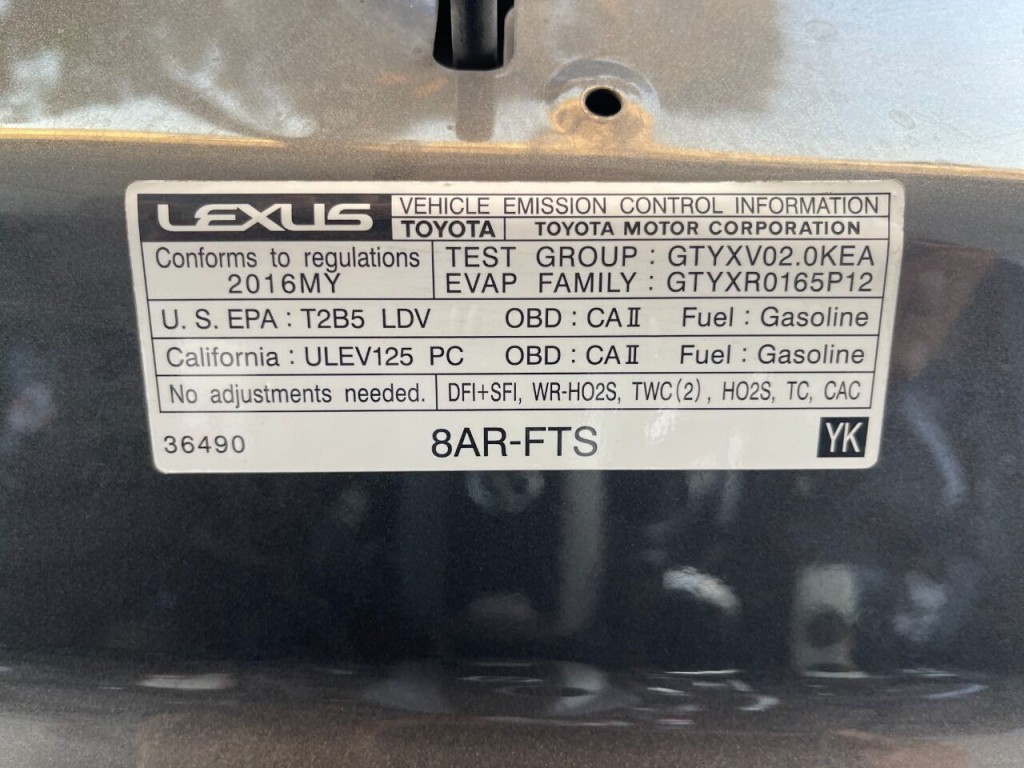 LEXUS VEHICLE EMISSION CONTROL INFORMATION
TOYOTA TOYOTA MOTOR CORPORATION
Conforms to regulations TEST GROUP : GTYXV02.0KEA
2016MY EVAP FAMILY : GTYXR0165P12
U. S. EPA : T2B5 LDV OBD : CAⅡ Fuel : Gasoline
California : ULEV125 PC OBD : CAⅡ Fuel : Gasoline
No adjustments needed. DFI+SFI, WR-HO2S, TWC(2), HO2S, TC, CAC
36490 8AR-FTS YK